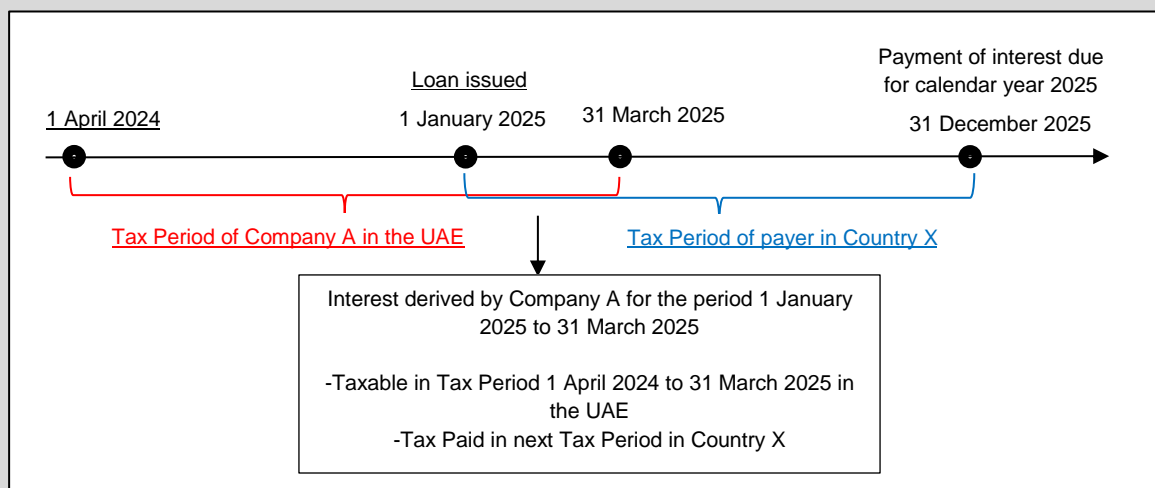 Payment of interest due
for calendar year 2025
Loan issued
1 April 2024
1 January 2025
31 March 2025
31 December 2025
Tax Period of Company A in the UAE
Tax Period of payer in Country X
Interest derived by Company A for the period 1 January
2025 to 31 March 2025
-Taxable in Tax Period 1 April 2024 to 31 March 2025 in
the UAE
-Tax Paid in next Tax Period in Country X